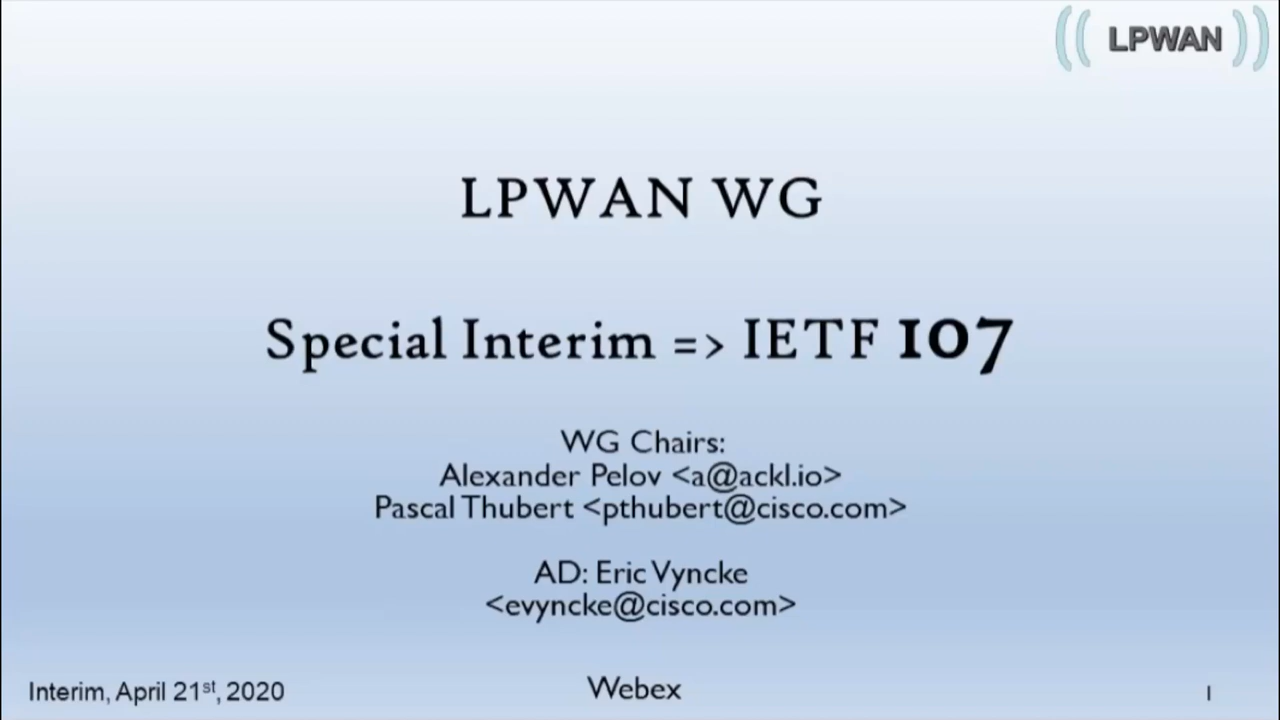 LPWAN
LPWAN WG
Special Interim => IETF 107
WG Chairs:
Alexander Pelov <a@ackl.io>
Pascal Thubert <pthubert@cisco.com>
AD: Eric Vyncke
<evyncke@cisco.com>
Interim, April 21st, 2020
Webex
1